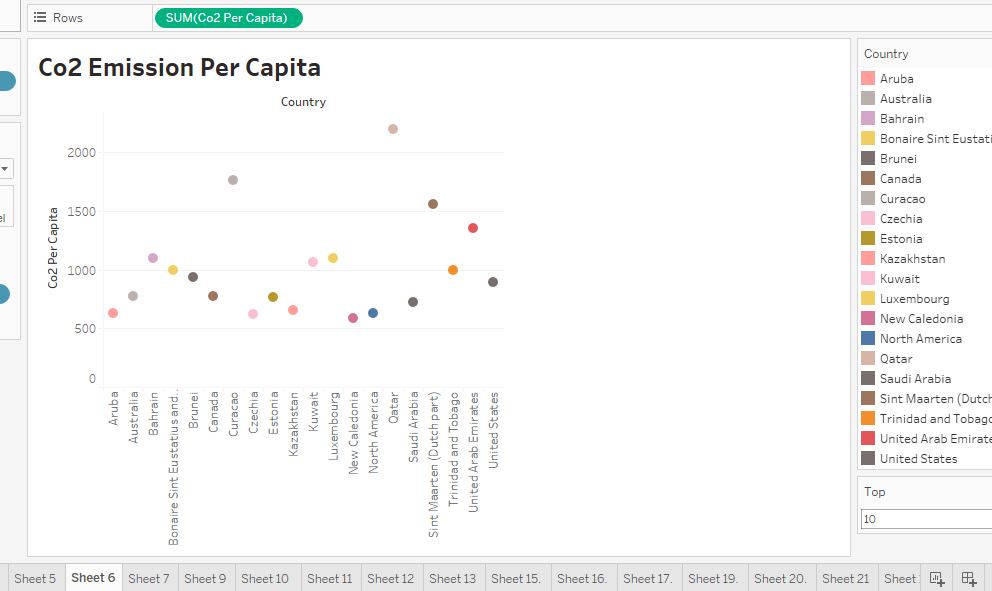 Rows
SUM(Co2 Per Capita)
Co2 Emission Per Capita
Country
Co2 Per Capita
2000
1500
1000
500
0
Aruba
Australia
Bahrain
Bonaire Sint Eustatius and..
Brunei
Canada
Curacao
Czechia
Estonia
Kazakhstan
Kuwait
Luxembourg
New Caledonia
North America
Qatar
Saudi Arabia
Sint Maarten (Dutch part)
Trinidad and Tobago
United Arab Emirates
United States
Country
Aruba
Australia
Bahrain
Bonaire Sint Eustati
Brunei
Canada
Curacao
Czechia
Estonia
Kazakhstan
Kuwait
Luxembourg
New Caledonia
North America
Qatar
Saudi Arabia
Sint Maarten (Dutch
Trinidad and Tobago
United Arab Emirate
United States
Top
10
el
Sheet 5 Sheet 6 Sheet 7 Sheet 9 Sheet 10 Sheet 11 Sheet 12 Sheet 13 Sheet 15. Sheet 16. Sheet 17. Sheet 19. Sheet 20. Sheet 21 Sheet